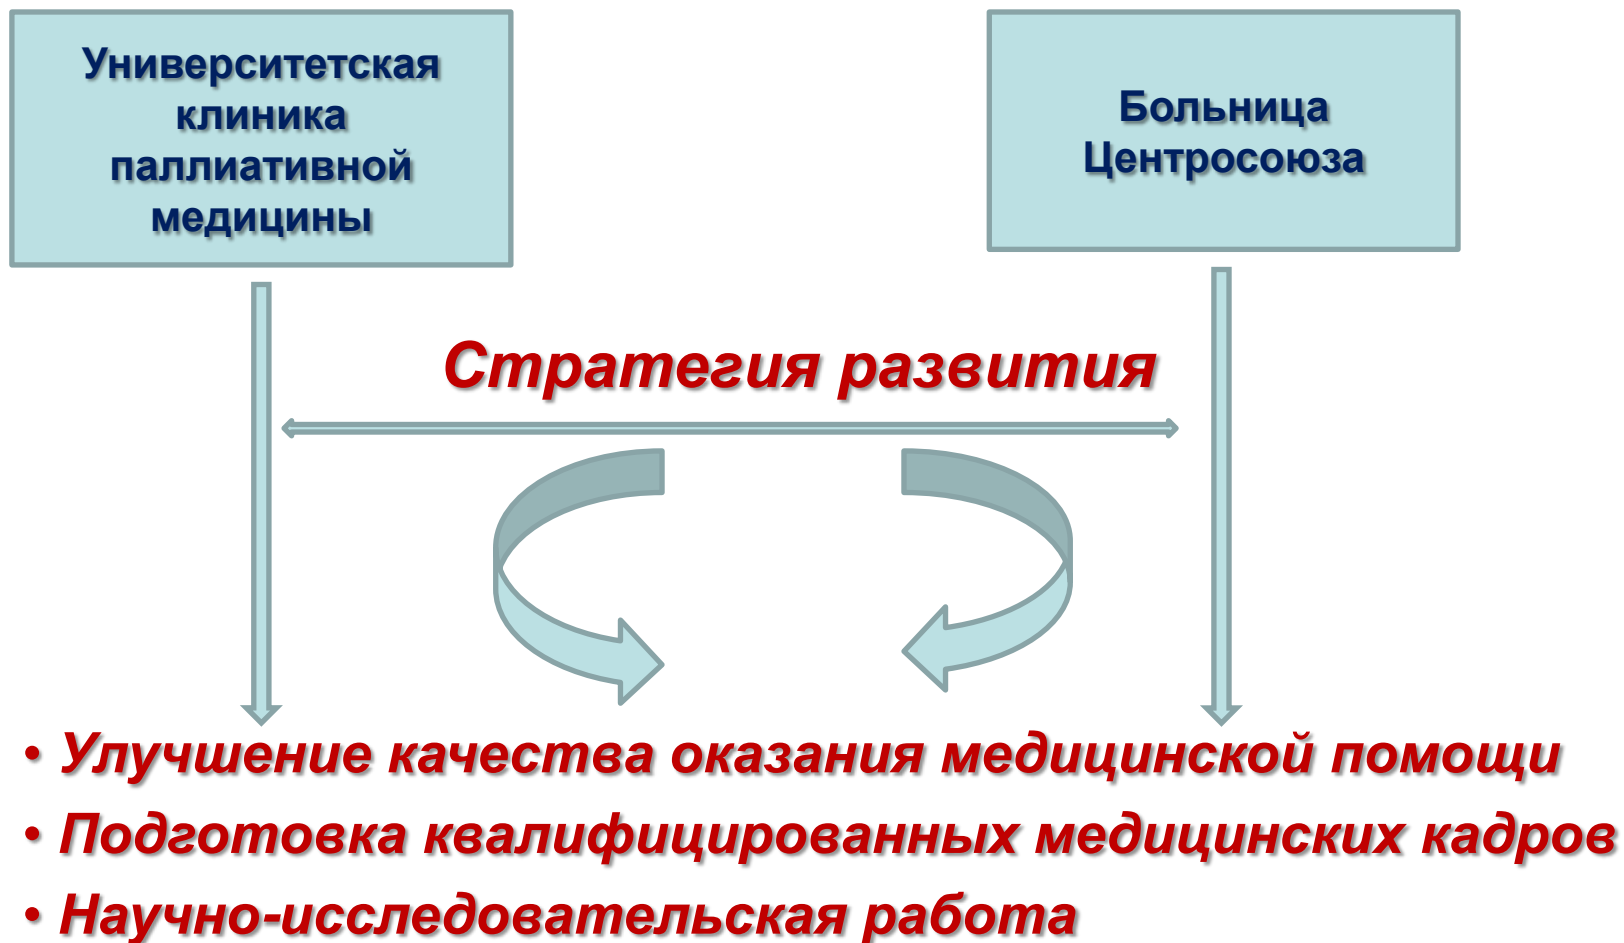 Университетская
клиника
паллиативной
медицины
Больница
Центросоюза
Стратегия развития
• Улучшение качества оказания медицинской помощи
• Подготовка квалифицированных медицинских кадров
• Научно-исследовательская работа